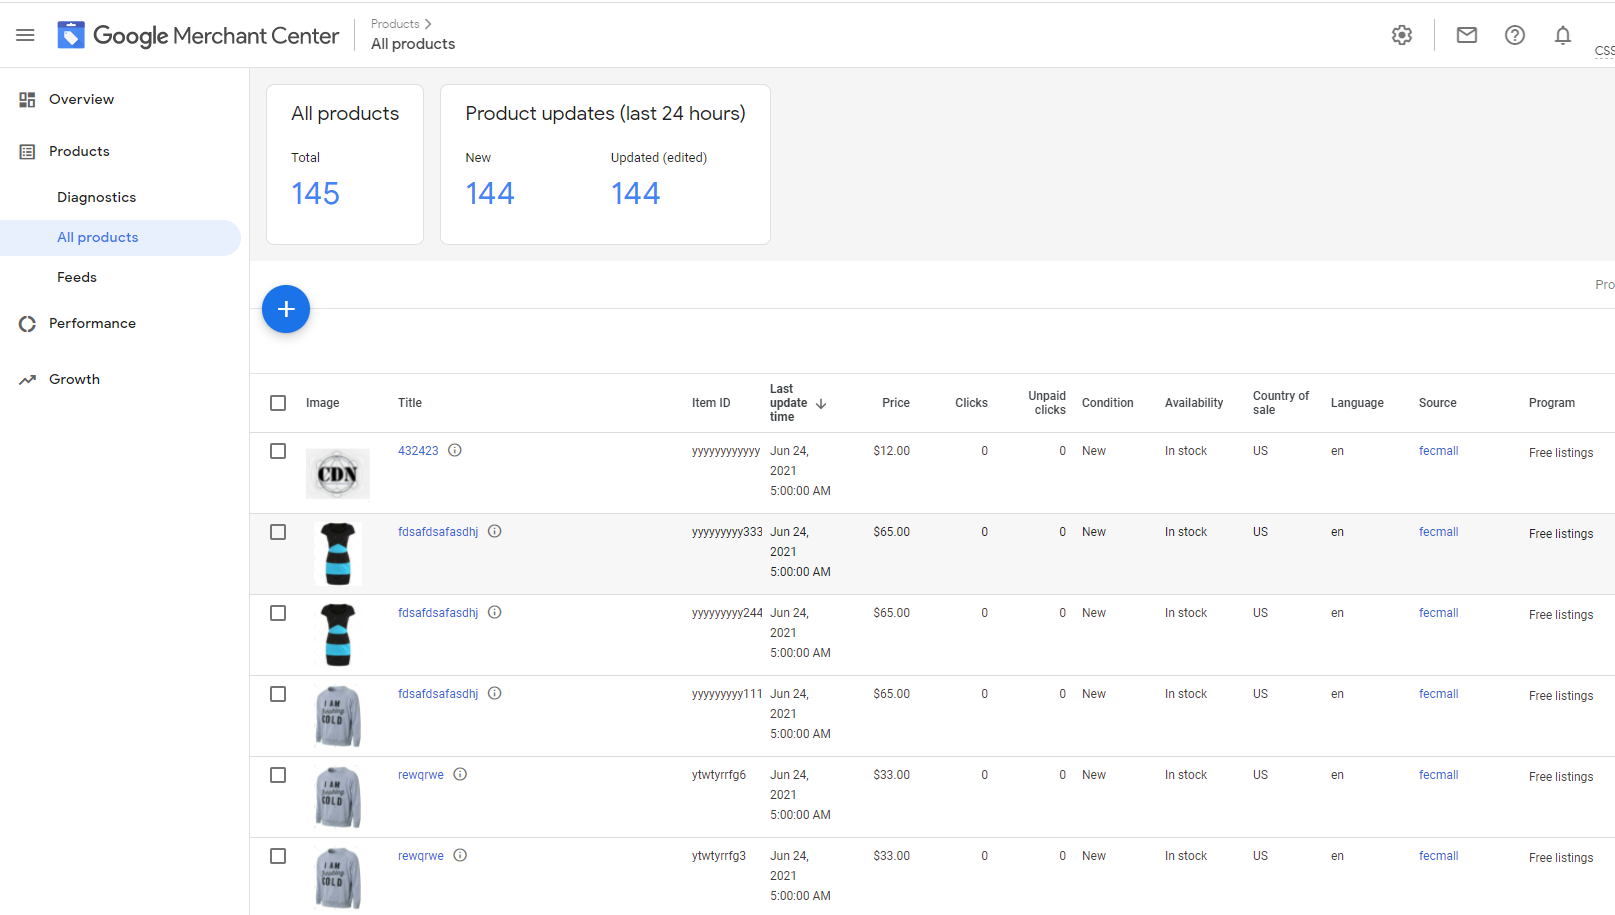 Google Merchant Center
Products
All products
CSS
Overview
Products
Diagnostics
All products
Feeds
Performance
Growth
All products
Total
145
Product updates (last 24 hours)
New
Updated (edited)
144
144
Pro
Image Title Item ID Last update time Price Clicks Unpaid clicks Condition Availability Country of sale Language Source Program
432423 yyyyyyyyyyyy Jun 24, $12.00 0 0 New In stock US en fecmall Free listings
CDN
2021
5:00:00 AM
fdsafdsafasdhj yyyyyyyyy333 Jun 24, $65.00 0 0 New In stock US en fecmall Free listings
2021
5:00:00 AM
fdsafdsafasdhj yyyyyyyyy244 Jun 24, $65.00 0 0 New In stock US en fecmall Free listings
2021
5:00:00 AM
fdsafdsafasdhj yyyyyyyyy111 Jun 24, $65.00 0 0 New In stock US en fecmall Free listings
I AM
COLD
2021
5:00:00 AM
rewqrwe ytwtyrrfg6 Jun 24, $33.00 0 0 New In stock US en fecmall Free listings
I AM
COLD
2021
5:00:00 AM
rewqrwe ytwtyrrfg3 Jun 24, $33.00 0 0 New In stock US en fecmall Free listings
I AM
COLD
2021
5:00:00 AM